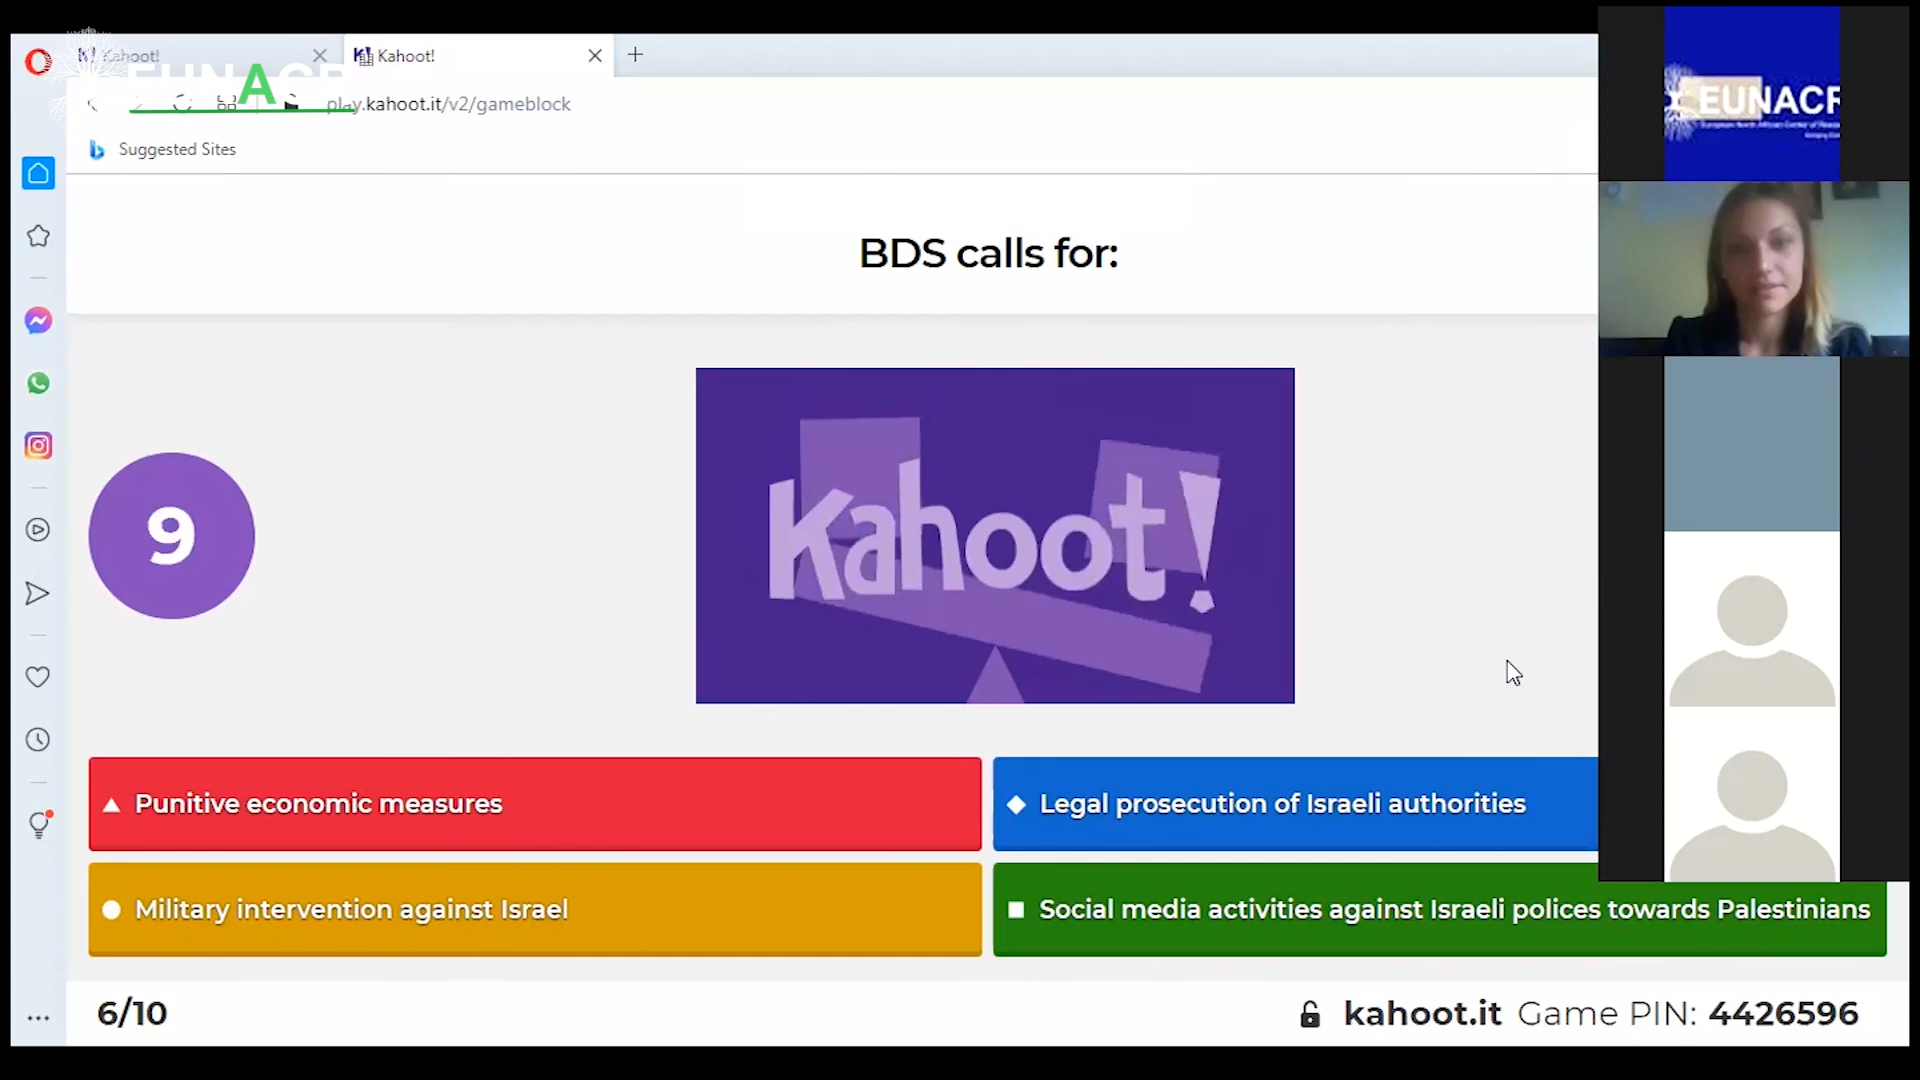 Kahoot!
Kahoot!
EUNACR
play.kahoot.it/v2/gameblock
EUNACR
Suggested Sites
BDS calls for:
Kahoot!
9
Punitive economic measures
Legal prosecution of Israeli authorities
Military intervention against Israel
Social media activities against Israeli polices towards Palestinians
6/10
kahoot.it Game PIN: 4426596